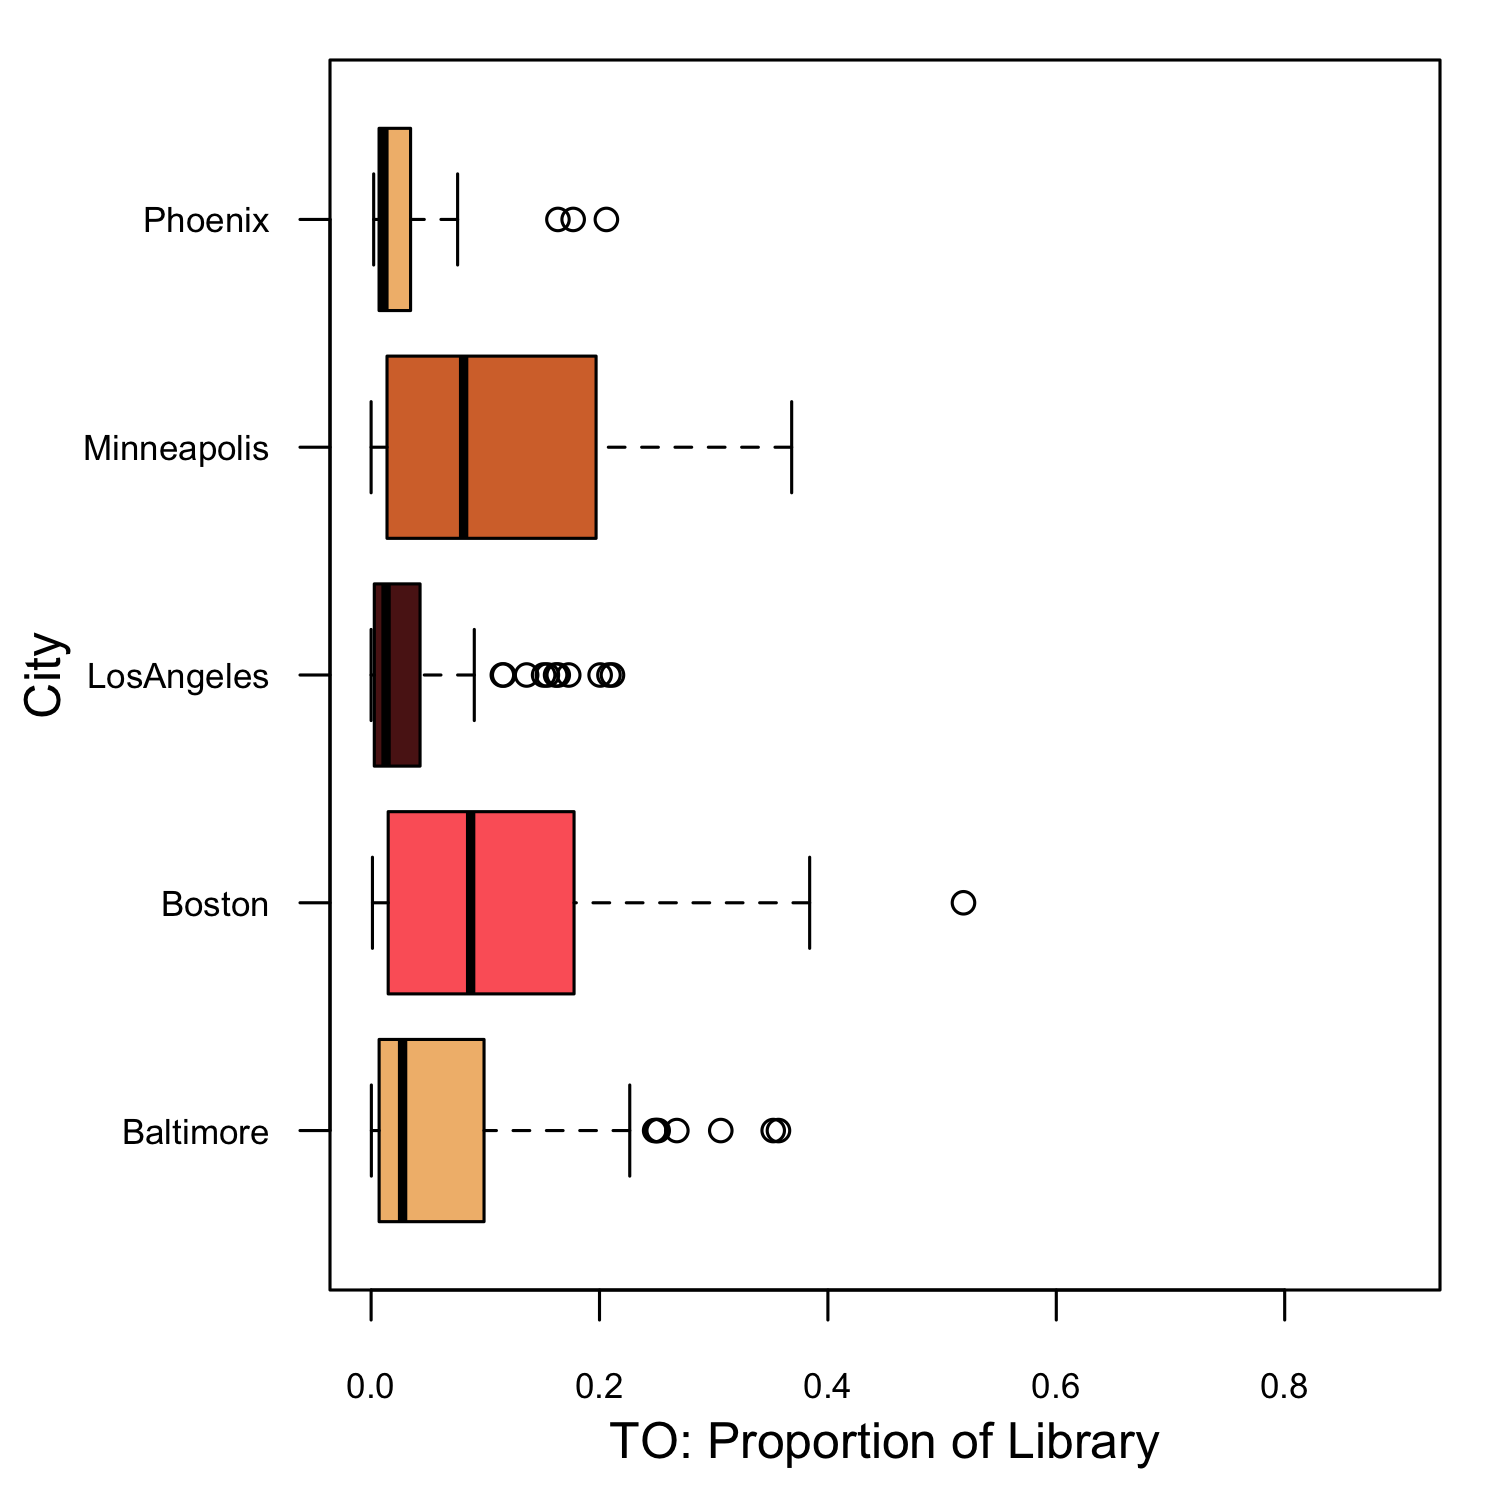 Phoenix
Minneapolis
LosAngeles
Boston
Baltimore
City
0.0 0.2 0.4 0.6 0.8
TO: Proportion of Library